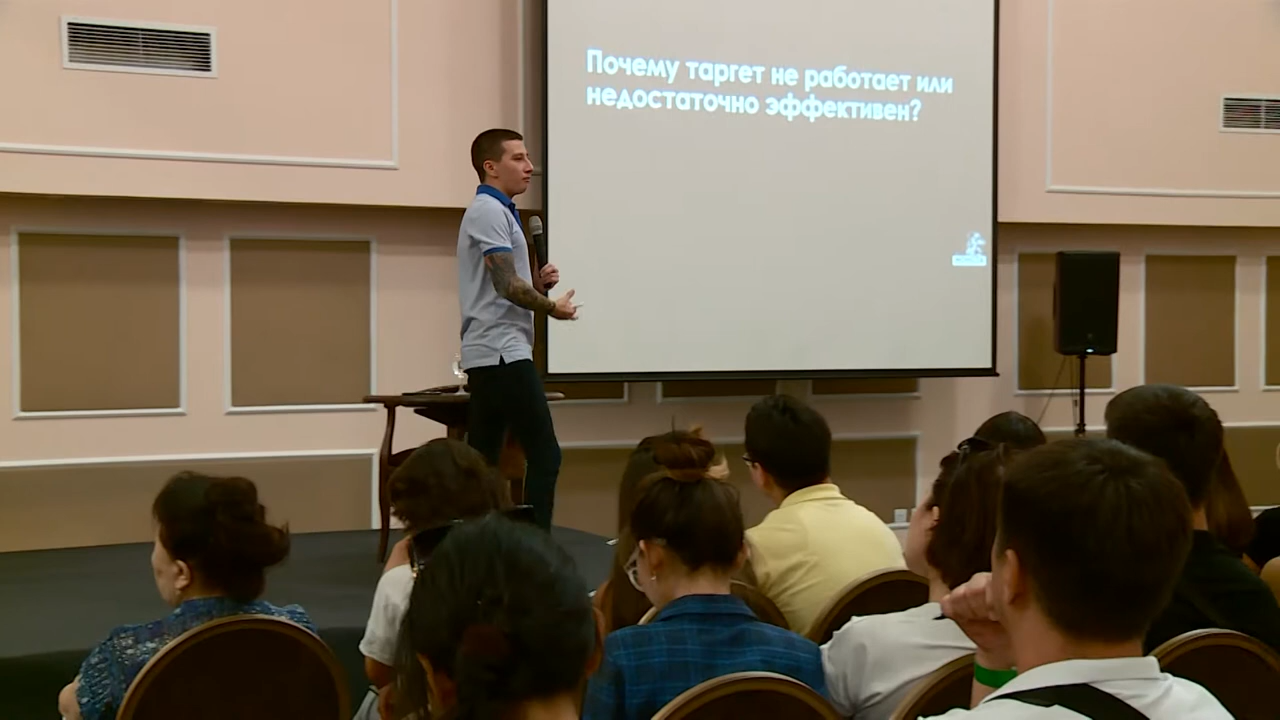 Почему таргет не работает или
недостаточно эффективен?